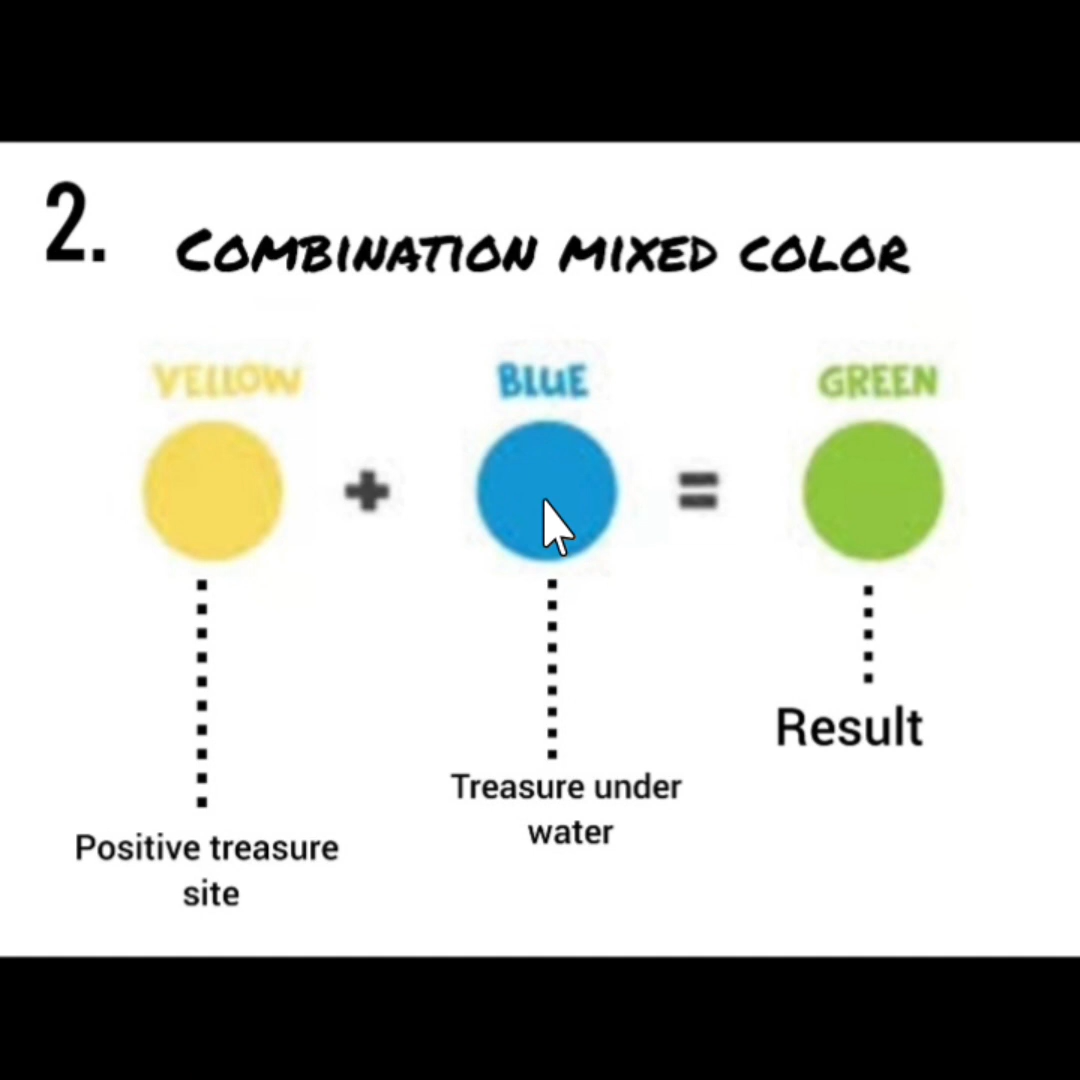 2. COMBINATION MIXED COLOR
YELLOW + BLUE = GREEN
Result
Treasure under
water
Positive treasure
site